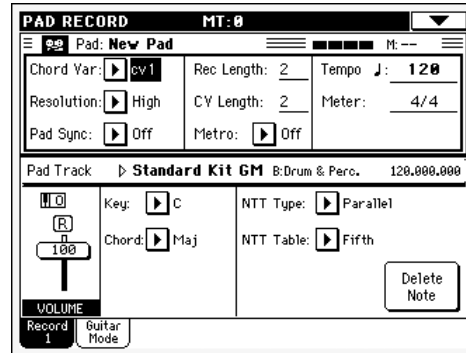 PAD RECORD MT:0
Pad: New Pad M: --
Chord Var: cv1 Rec Length: 2 Tempo ♩: 120
Resolution: High CV Length: 2 Meter: 4/4
Pad Sync: Off Metro: Off
Pad Track Standard Kit GM B:Drum & Perc. 120.000.000
Key: C NTT Type: Parallel
R
100
Chord: Maj NTT Table: Fifth
Delete
Note
VOLUME
Record
1
Guitar
Mode